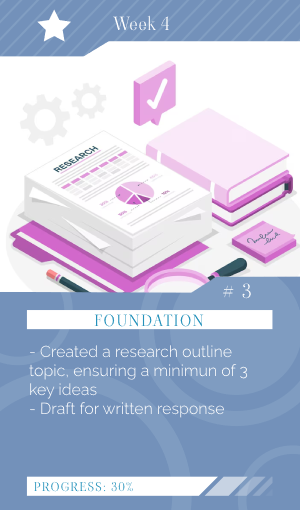 Week 4
RESEARCH
# 3
FOUNDATION
- Created a research outline
topic, ensuring a minimun of 3
key ideas
- Draft for written response
PROGRESS: 30%